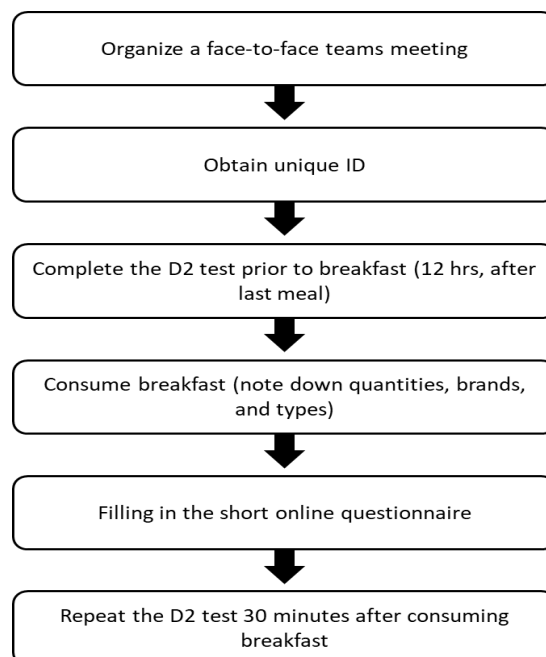 Organize a face-to-face teams meeting
Obtain unique ID
Complete the D2 test prior to breakfast (12 hrs, after
last meal)
Consume breakfast (note down quantities, brands,
and types)
Filling in the short online questionnaire
Repeat the D2 test 30 minutes after consuming
breakfast